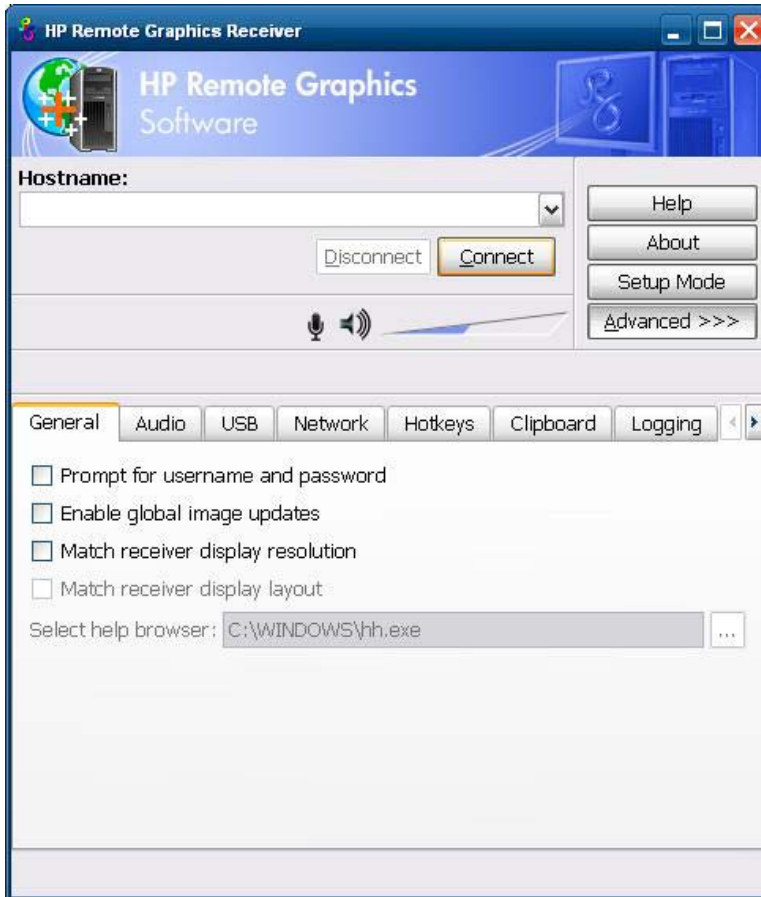 HP Remote Graphics Receiver
HP Remote Graphics
Software
Hostname:
Help
Disconnect Connect
About
Setup Mode
Advanced >>>
General Audio USB Network Hotkeys Clipboard Logging
Prompt for username and password
Enable global image updates
Match receiver display resolution
Match receiver display layout
Select help browser: C:\WINDOWS\hh.exe ...